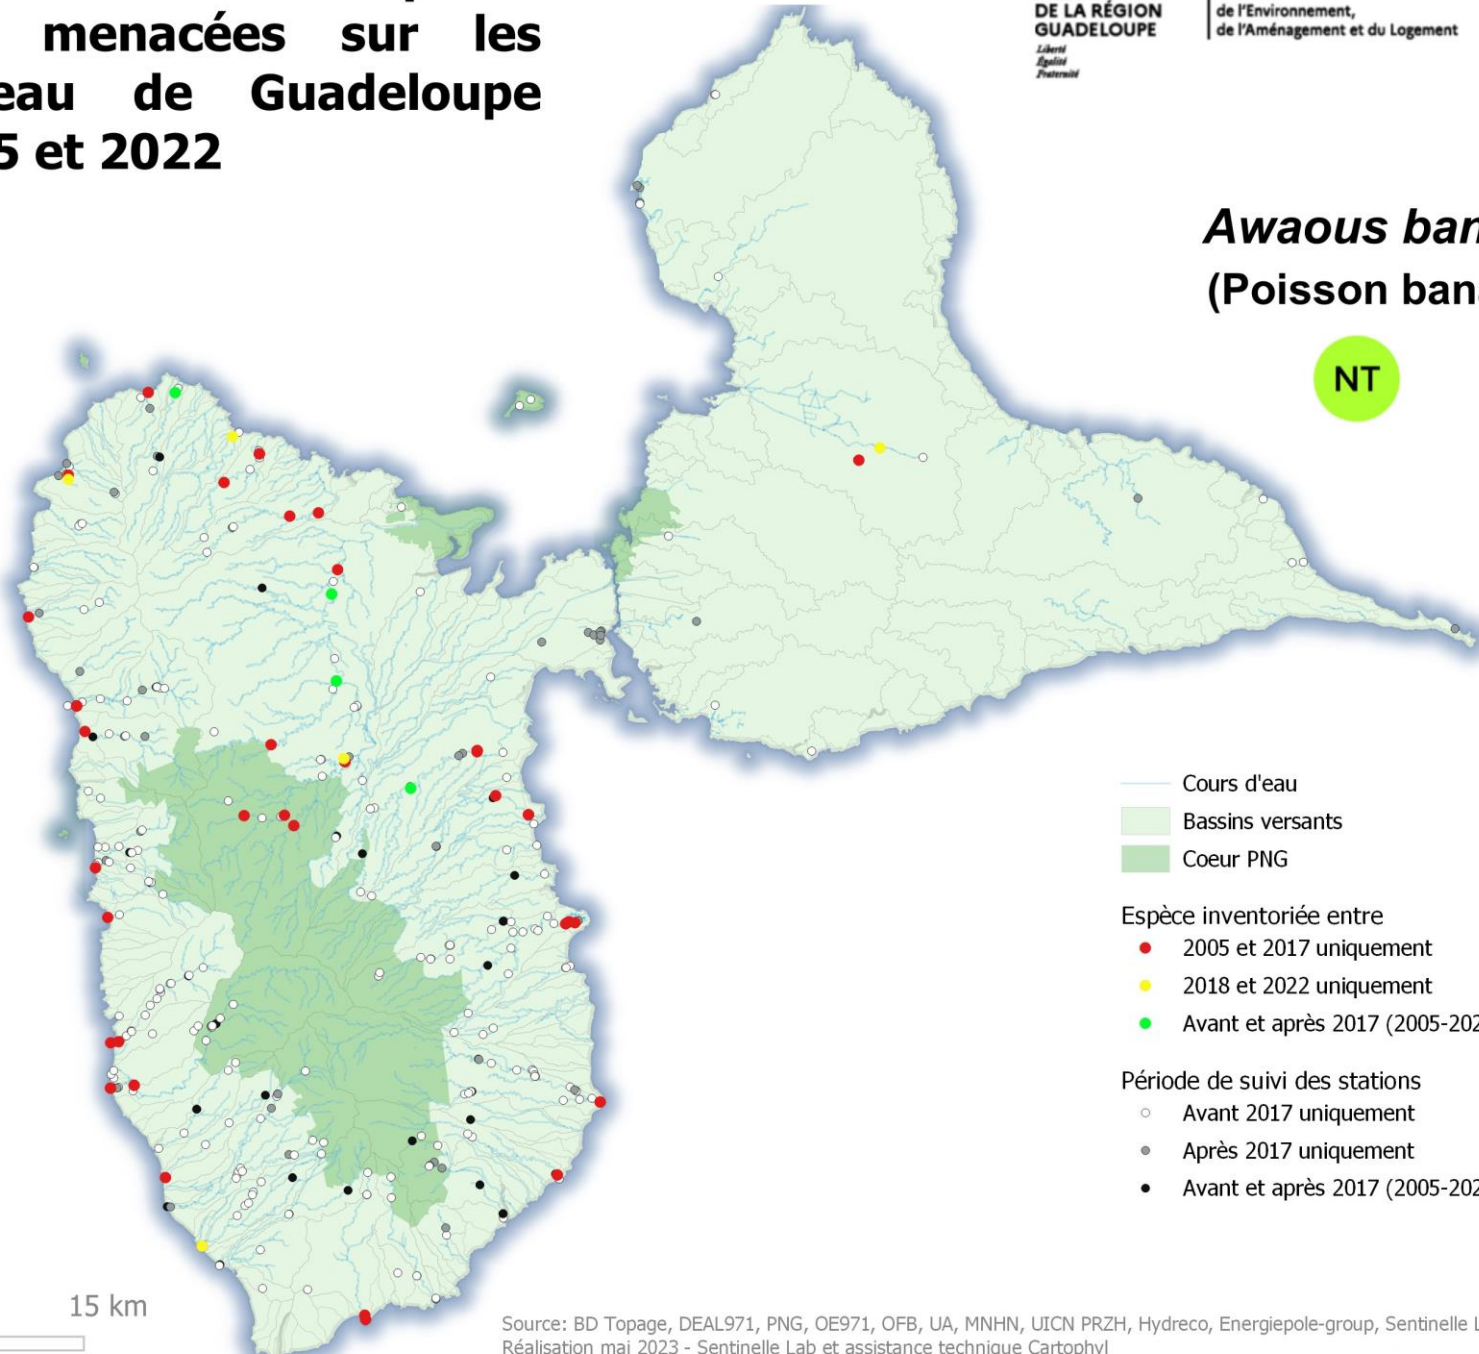 menacées sur les
eau de Guadeloupe
5 et 2022
DE LA RÉGION
GUADELOUPE
Liberté
Égalité
Fraternité
de l'Environnement,
de l'Aménagement et du Logement
Awaous ban
(Poisson bana
NT
Cours d'eau
Bassins versants
Coeur PNG
Espèce inventoriée entre
2005 et 2017 uniquement
2018 et 2022 uniquement
Avant et après 2017 (2005-202
Période de suivi des stations
Avant 2017 uniquement
Après 2017 uniquement
Avant et après 2017 (2005-202
15 km
Source: BD Topage, DEAL971, PNG, OE971, OFB, UA, MNHN, UICN PRZH, Hydreco, Energiepole-group, Sentinelle L
Réalisation mai 2023 - Sentinelle Lab et assistance technique Cartophyl